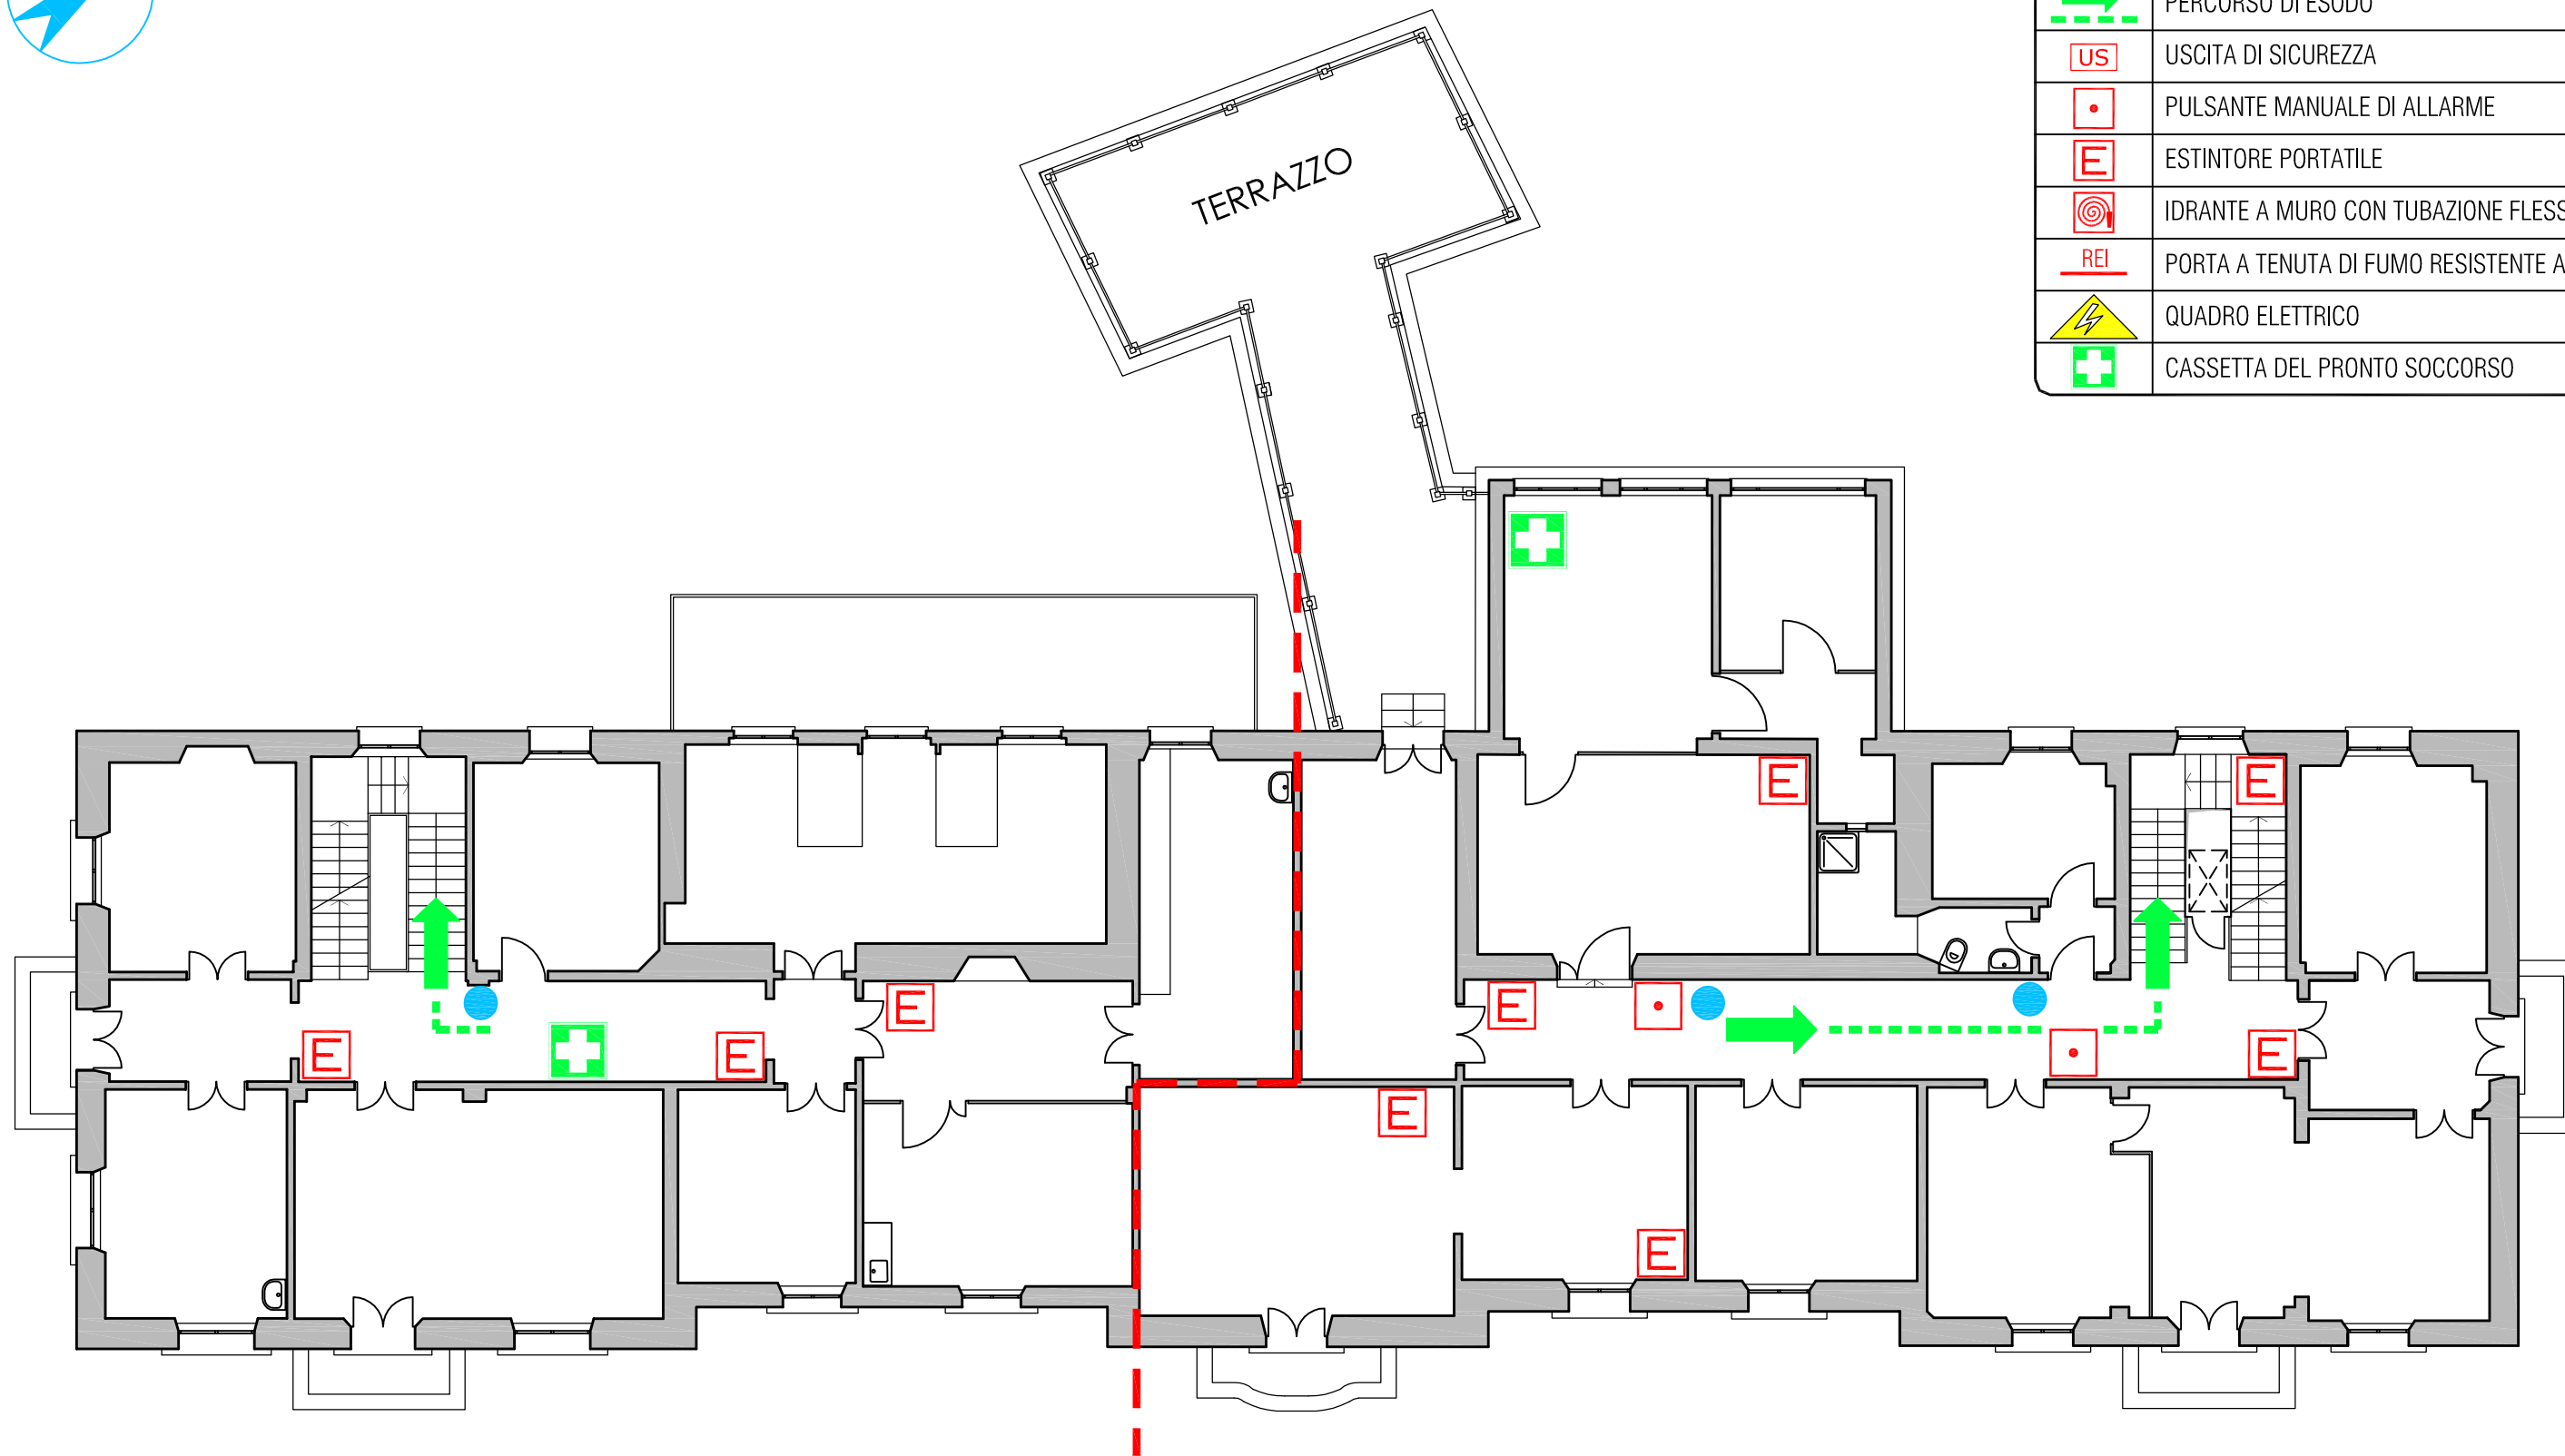 PERCORSO DI ESODO
US USCITA DI SICUREZZA
PULSANTE MANUALE DI ALLARME
E ESTINTORE PORTATILE
IDRANTE A MURO CON TUBAZIONE FLESS
REI PORTA A TENUTA DI FUMO RESISTENTE A
QUADRO ELETTRICO
CASSETTA DEL PRONTO SOCCORSO
TERRAZZO
E
E
E
E
E
E
E
E
E
E